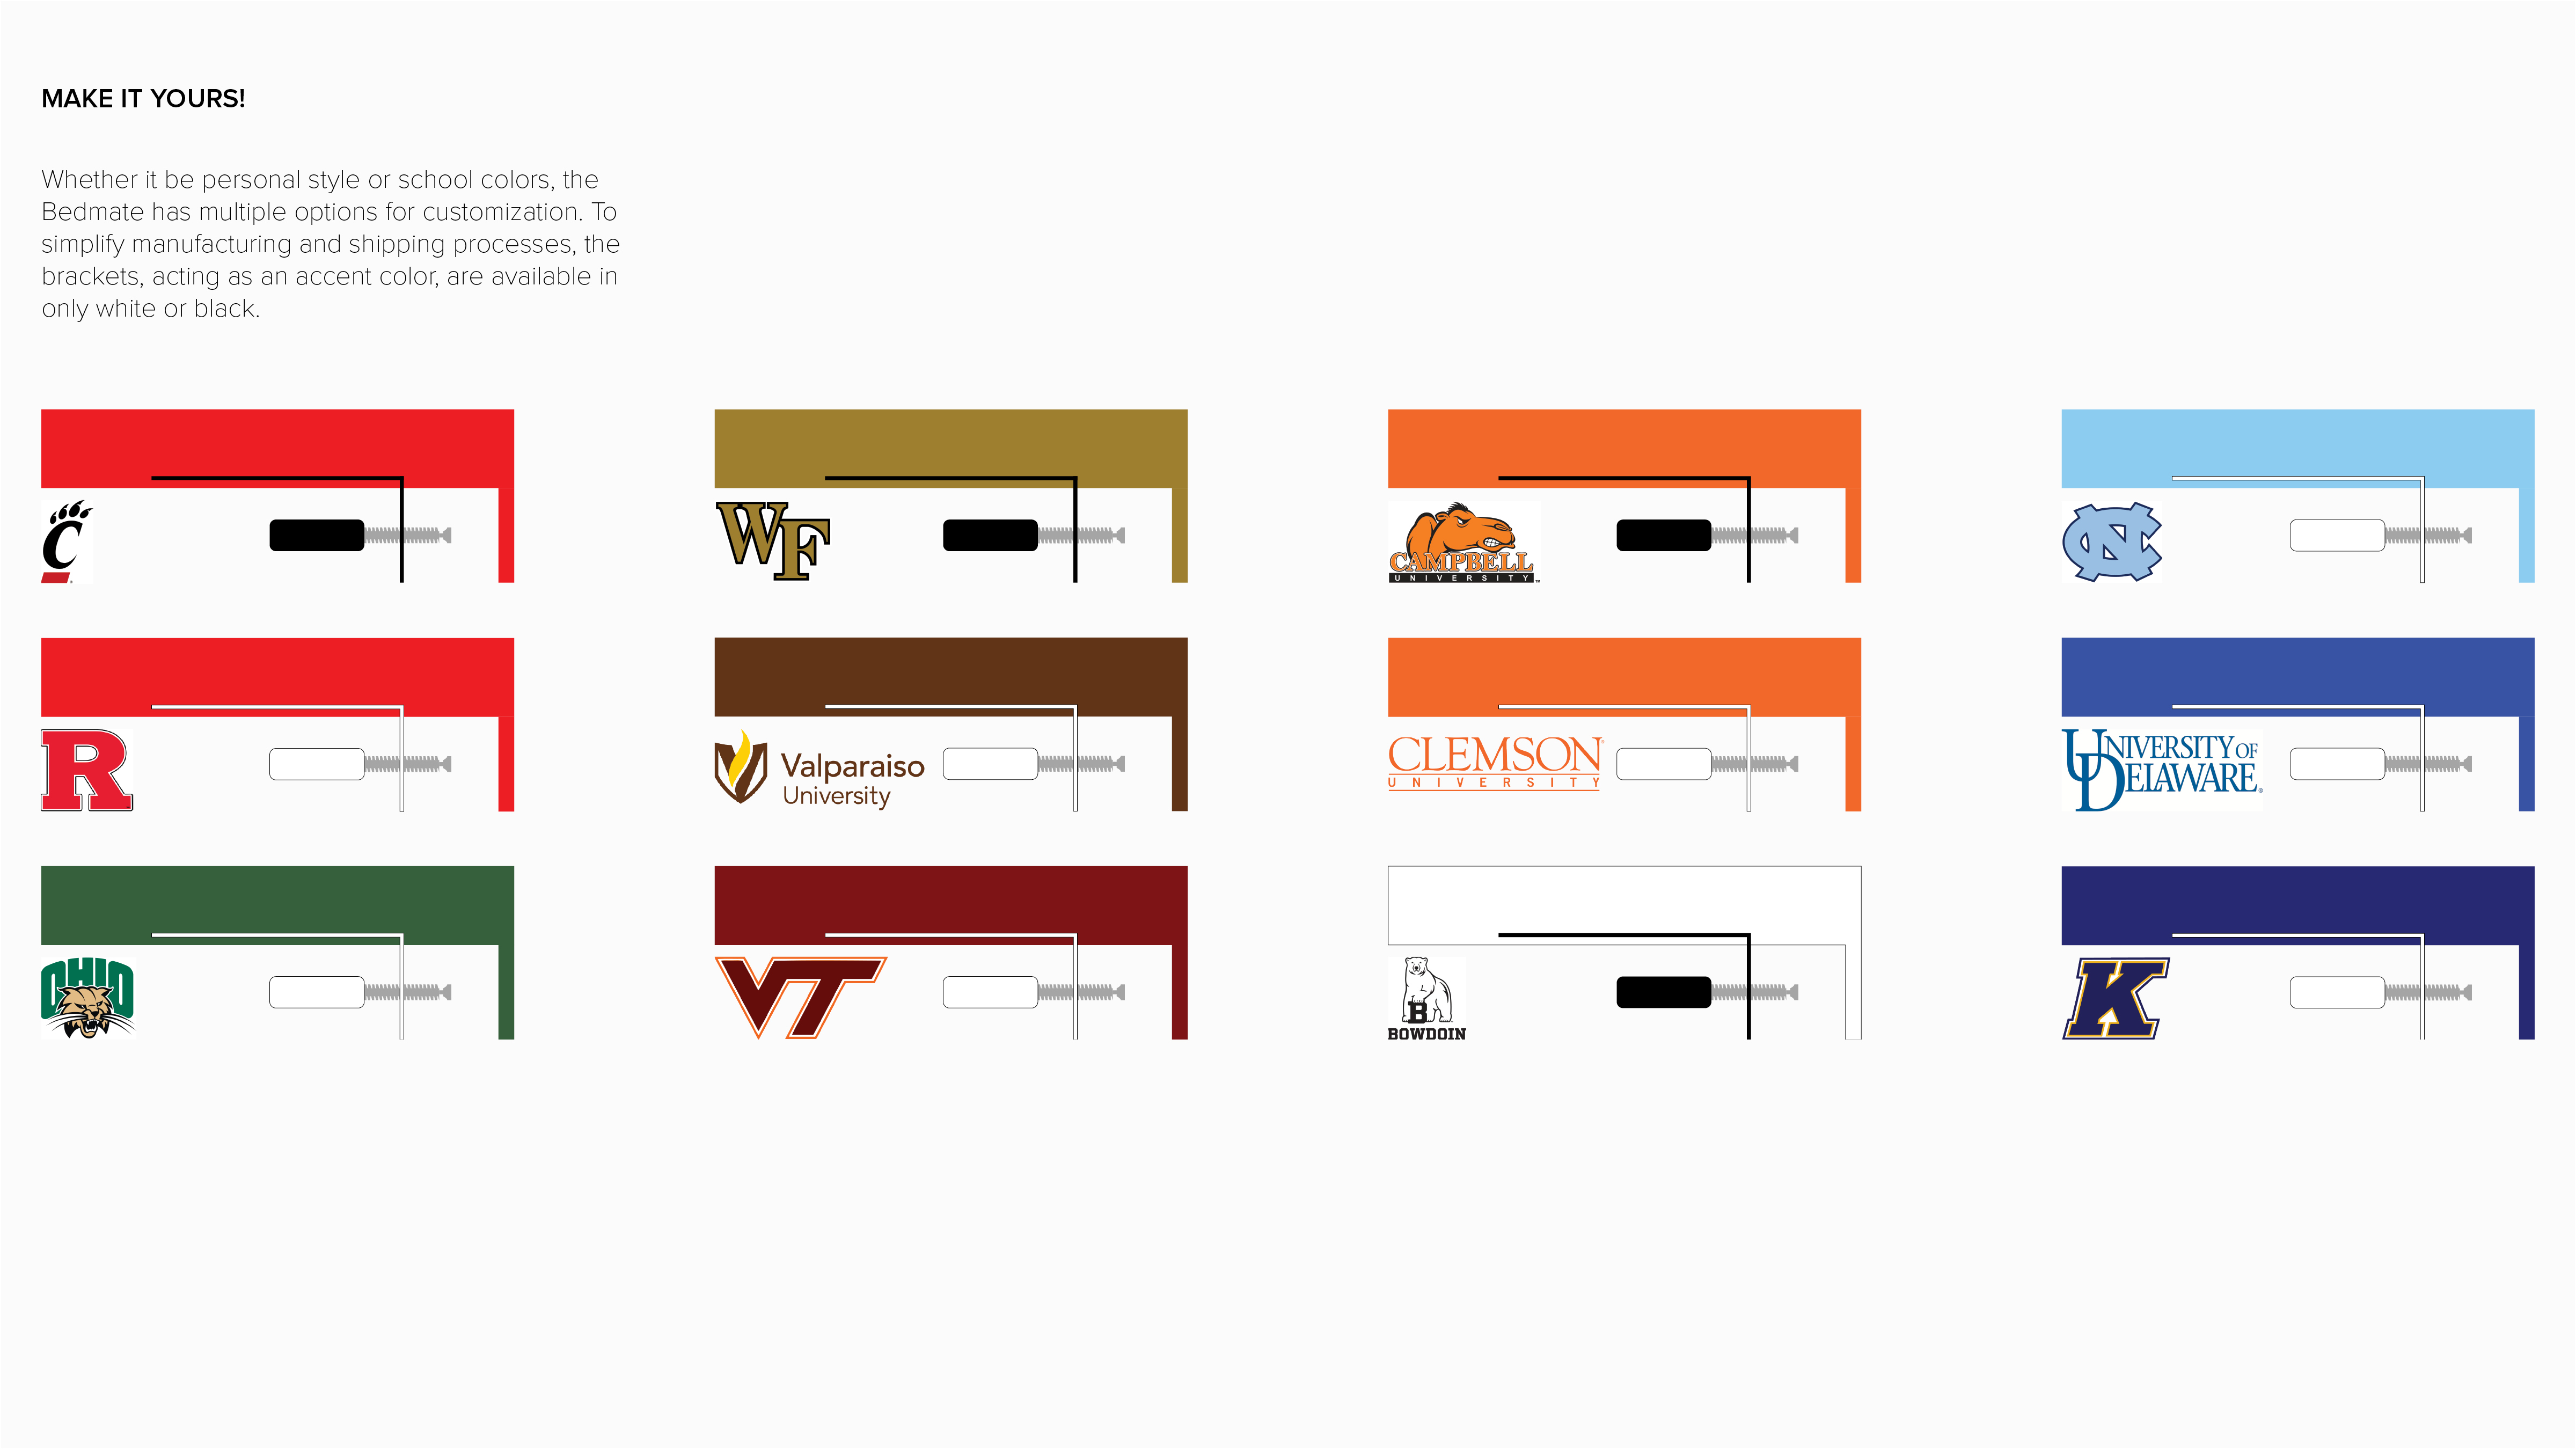 MAKE IT YOURS!
Whether it be personal style or school colors, the
Bedmate has multiple options for customization. To
simplify manufacturing and shipping processes, the
brackets, acting as an accent color, are available in
only white or black.
C
WF
CAMPBELL
UNIVERSITY™
NC
R
Valparaiso
University
CLEMSON®
UNIVERSITY
UNIVERSITY OF
DELAWARE®
OHIO
VT
B
BOWDOIN
K